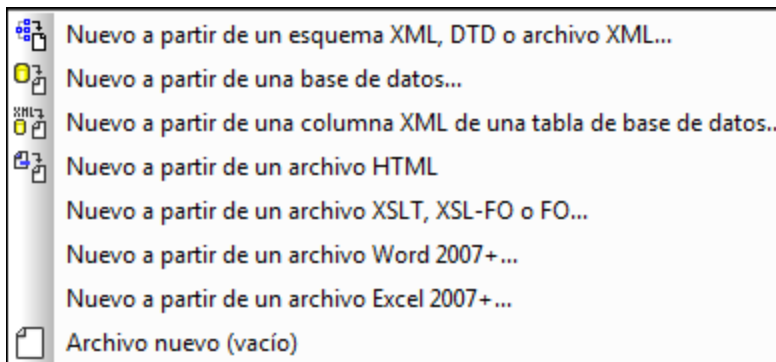 Nuevo a partir de un esquema XML, DTD o archivo XML...
Nuevo a partir de una base de datos...
XML
Nuevo a partir de una columna XML de una tabla de base de datos..
Nuevo a partir de un archivo HTML
Nuevo a partir de un archivo XSLT, XSL-FO o FO...
Nuevo a partir de un archivo Word 2007+...
Nuevo a partir de un archivo Excel 2007+...
Archivo nuevo (vacío)